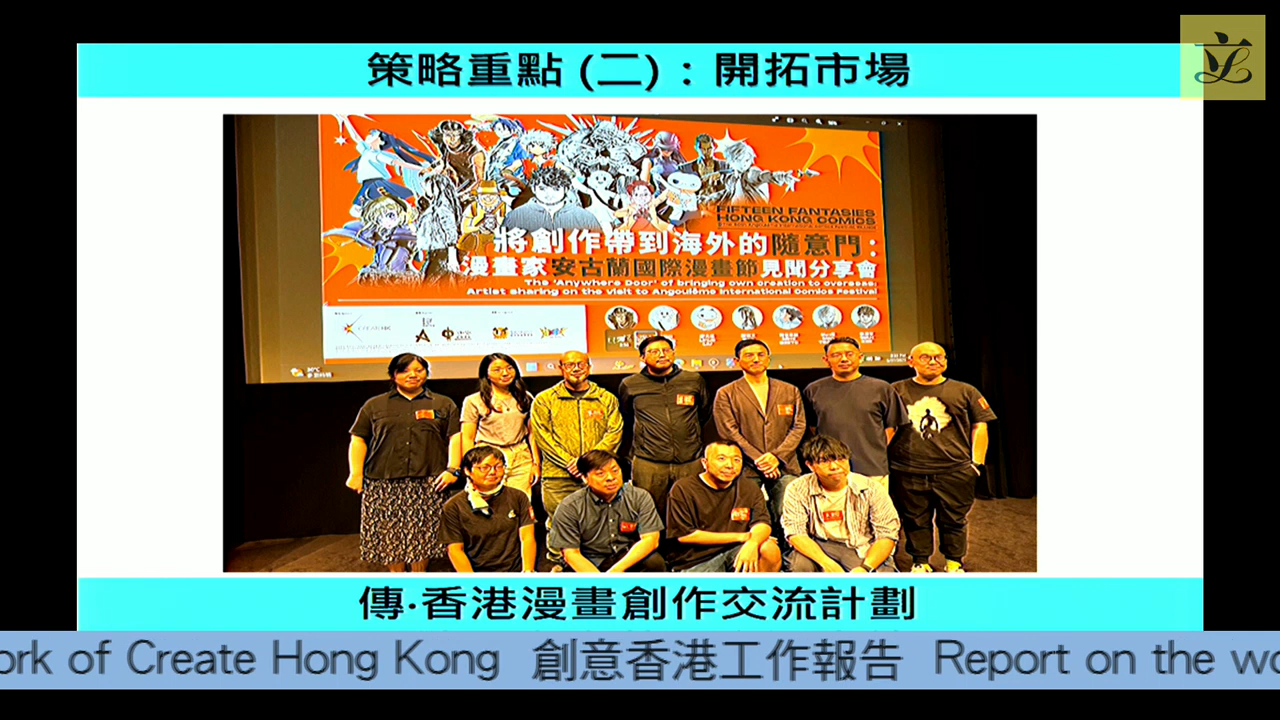 策略重點 (二)：開拓市場
FIFTEEN FANTASIES
HONG KONG COMICS
將創作帶到海外的隨意門：
漫畫家安古蘭國際漫畫節見聞分享會
The 'Anywhere Door' of bringing own creation to overseas:
Artist sharing on the visit to Angoulême International Comics Festival
傳·香港漫畫創作交流計劃
ork of Create Hong Kong 創意香港工作報告 Report on the wo